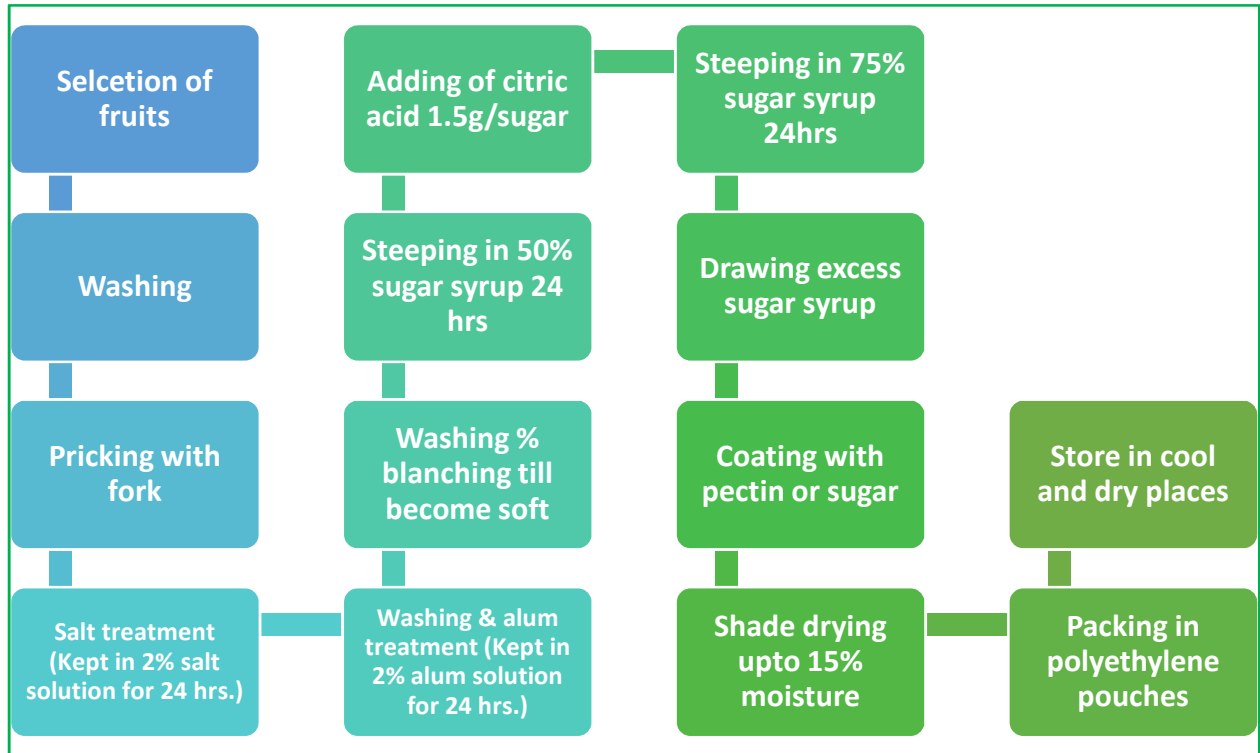 Selcetion of
fruits
Washing
Pricking with
fork
Salt treatment
(Kept in 2% salt
solution for 24 hrs.)
Washing & alum
treatment (Kept in
2% alum solution
for 24 hrs.)
Washing %
blanching till
become soft
Steeping in 50%
sugar syrup 24
hrs
Adding of citric
acid 1.5g/sugar
Steeping in 75%
sugar syrup
24hrs
Drawing excess
sugar syrup
Coating with
pectin or sugar
Shade drying
upto 15%
moisture
Packing in
polyethylene
pouches
Store in cool
and dry places